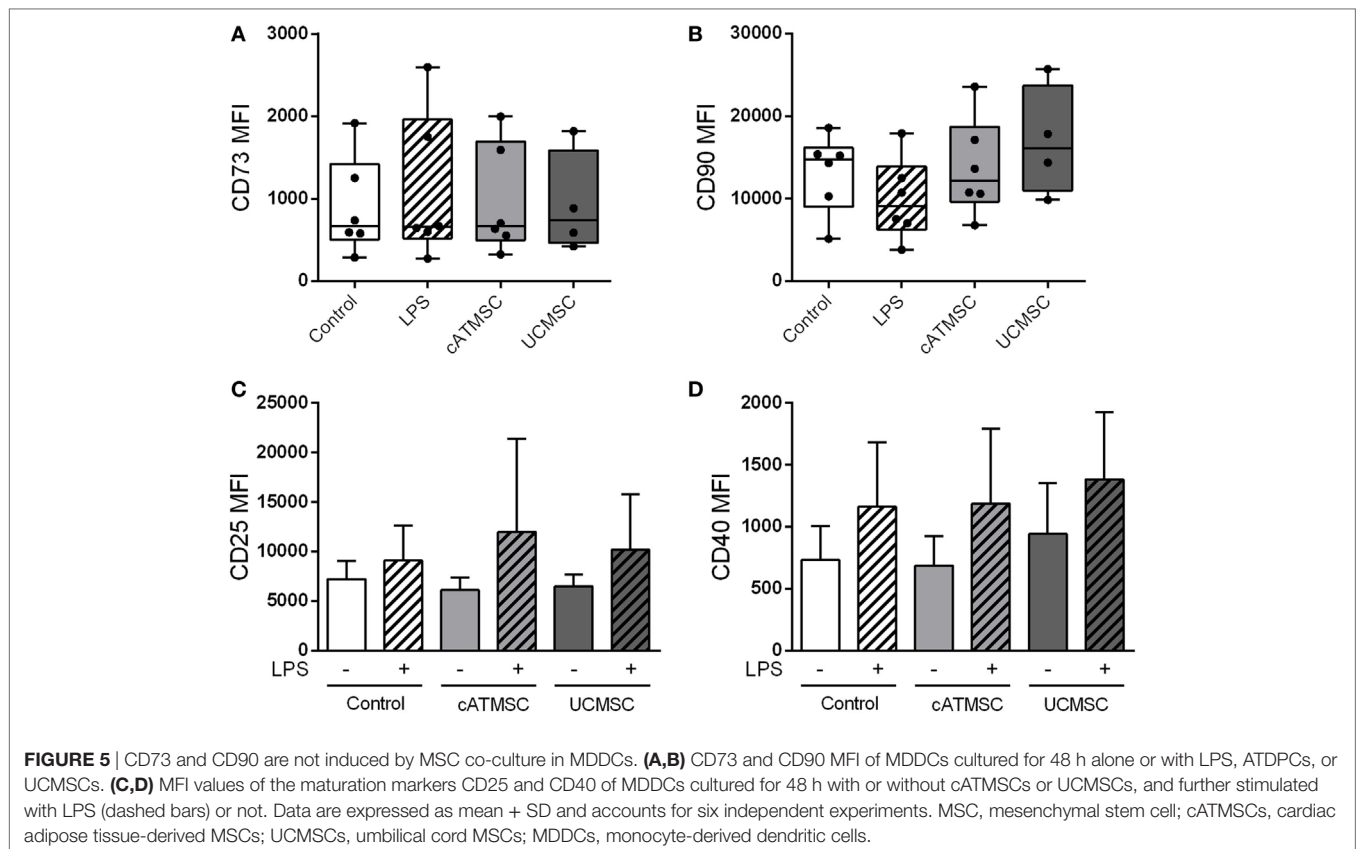 A
CD73 MFI
3000
2000
1000
0
Control
LPS
cATMSC
UCMSC
B
CD90 MFI
30000
20000
10000
0
Control
LPS
cATMSC
UCMSC
C
CD25 MFI
25000
20000
15000
10000
5000
0
LPS - + - + - +
Control cATMSC UCMSC
D
CD40 MFI
2000
1500
1000
500
0
LPS - + - + - +
Control cATMSC UCMSC
FIGURE 5 | CD73 and CD90 are not induced by MSC co-culture in MDDCs. (A,B) CD73 and CD90 MFI of MDDCs cultured for 48 h alone or with LPS, ATDPCs, or
UCMSCs. (C,D) MFI values of the maturation markers CD25 and CD40 of MDDCs cultured for 48 h with or without cATMSCs or UCMSCs, and further stimulated
with LPS (dashed bars) or not. Data are expressed as mean + SD and accounts for six independent experiments. MSC, mesenchymal stem cell; cATMSCs, cardiac
adipose tissue-derived MSCs; UCMSCs, umbilical cord MSCs; MDDCs, monocyte-derived dendritic cells.